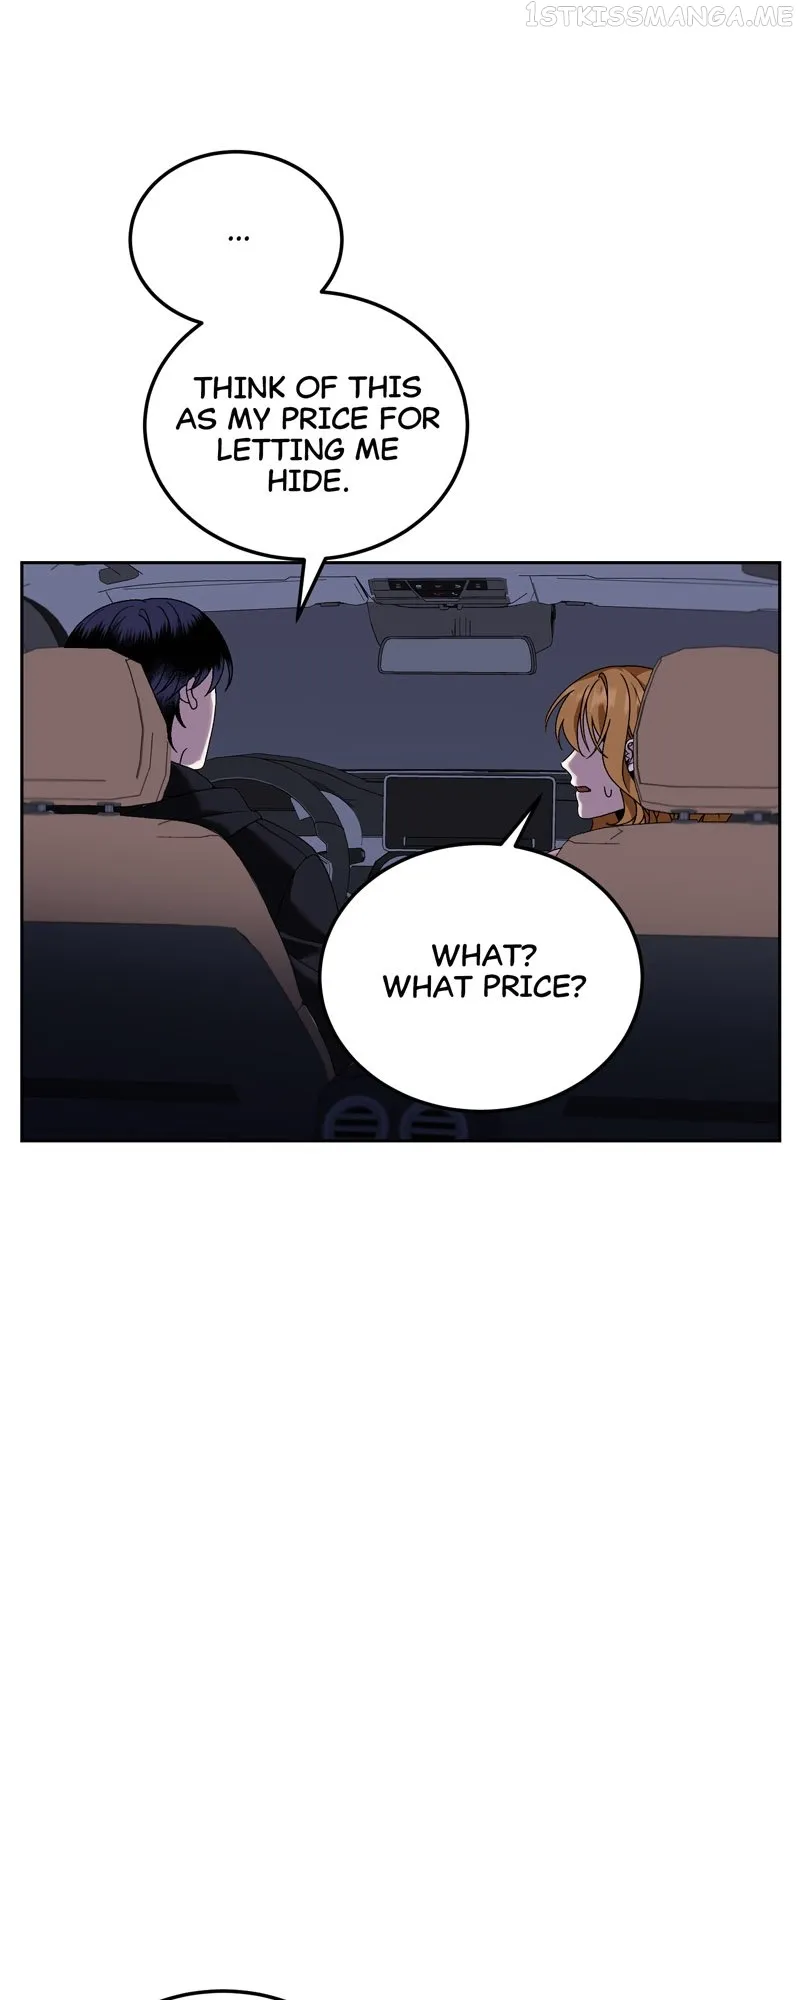 1STKISSMANGA.ME
...
THINK OF THIS
AS MY PRICE FOR
LETTING ME
HIDE.
WHAT?
WHAT PRICE?